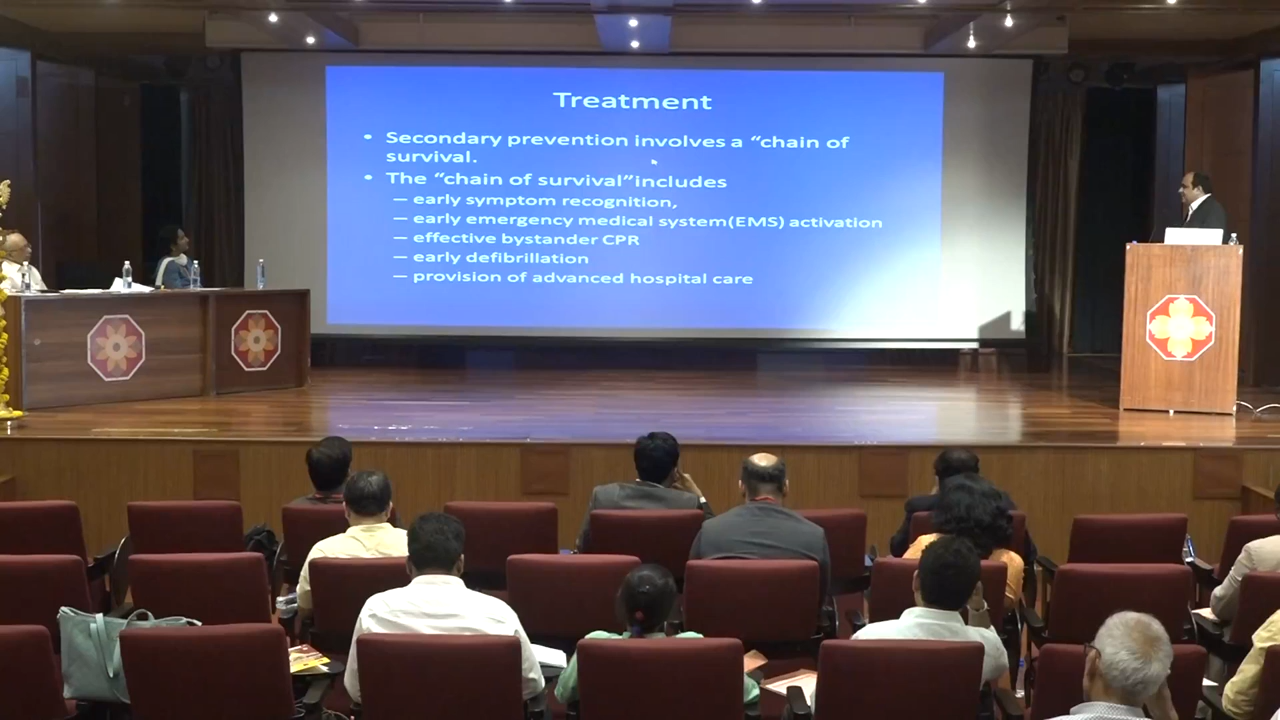 Treatment
• Secondary prevention involves a “chain of
survival.
• The “chain of survival”includes
– early symptom recognition,
– early emergency medical system(EMS) activation
– effective bystander CPR
– early defibrillation
– provision of advanced hospital care